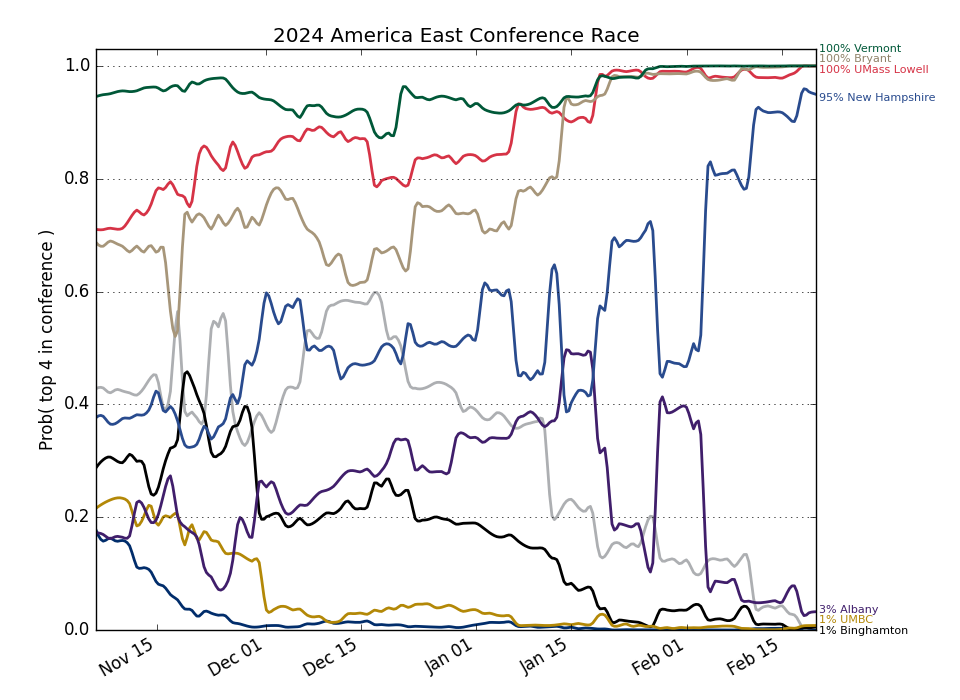 2024 America East Conference Race
100% Vermont
100% Bryant
100% UMass Lowell
95% New Hampshire
3% Albany
1% UMBC
1% Binghamton
Prob( top 4 in conference )
1.0
0.8
0.6
0.4
0.2
0.0
Nov 15
Dec 01
Dec 15
Jan 01
Jan 15
Feb 01
Feb 15